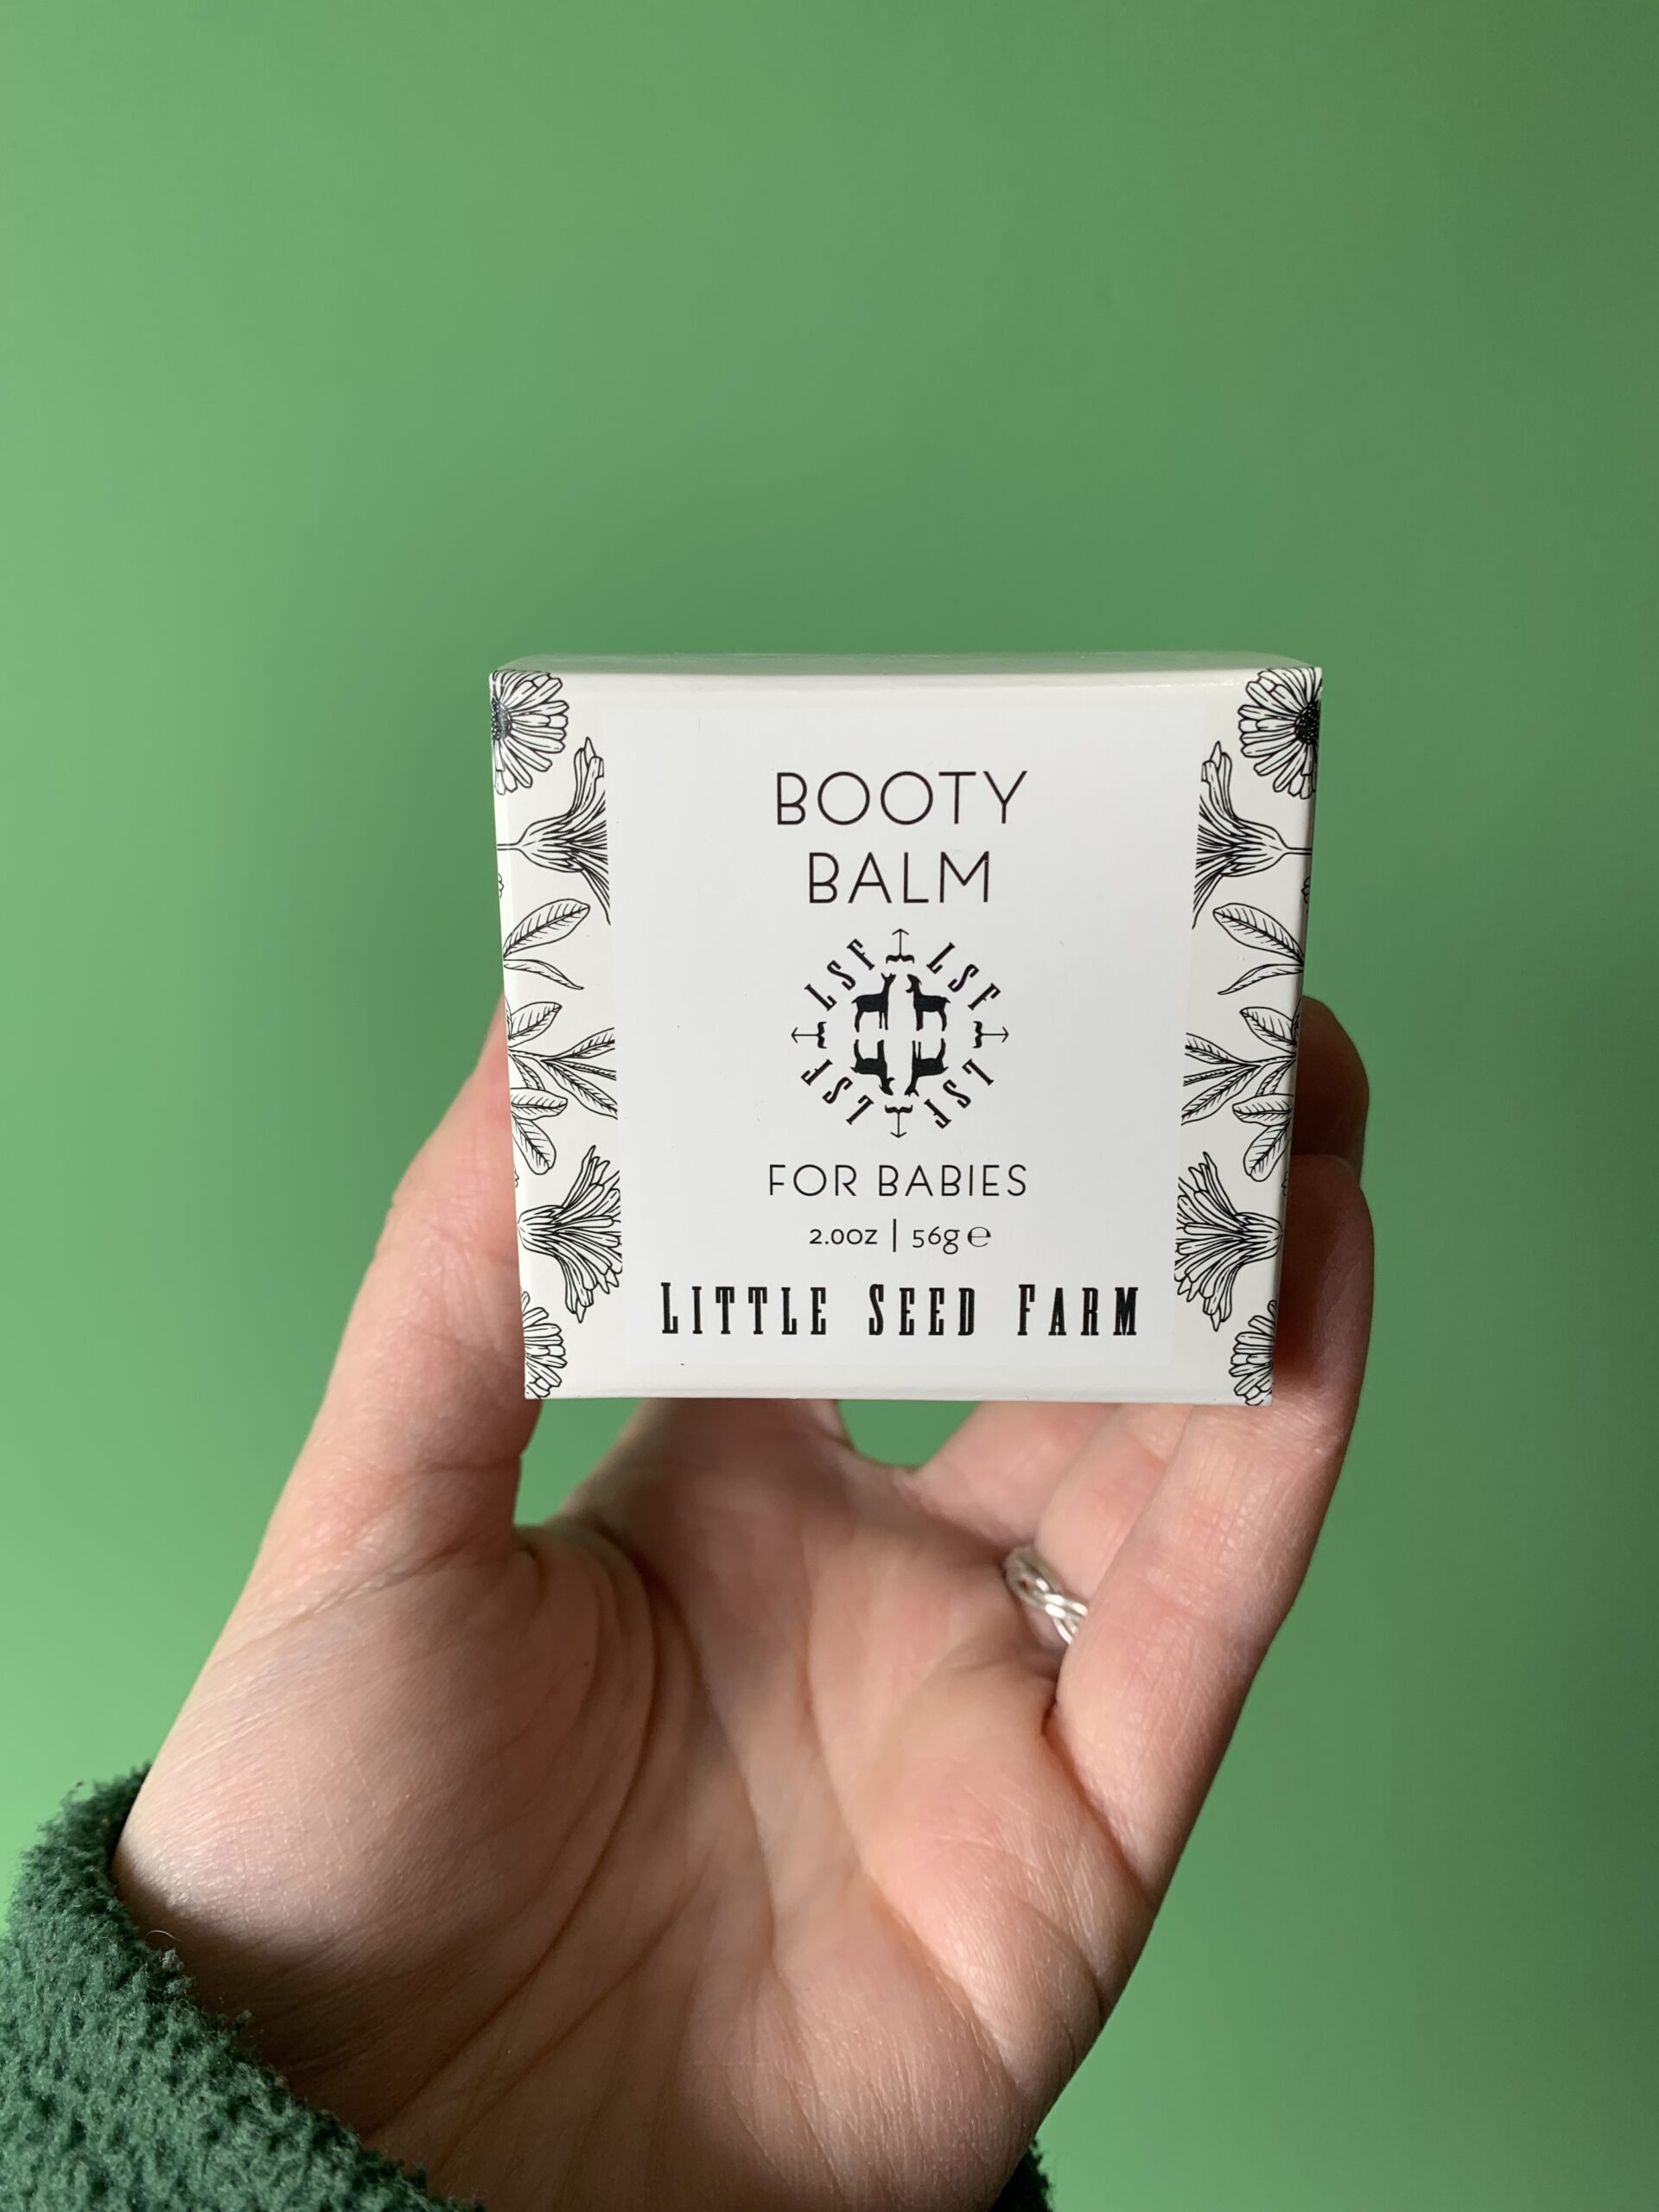 BOOTY
BALM
LSF LSF
LSF LSF
FOR BABIES
2.0oz | 56g ℮
LITTLE SEED FARM